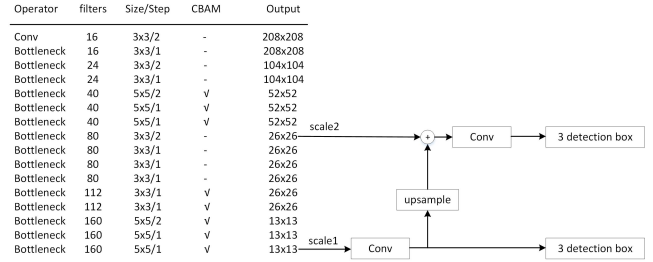 Operator filters Size/Step CBAM Output
Conv 16 3x3/2 - 208x208
Bottleneck 16 3x3/1 - 208x208
Bottleneck 24 3x3/2 - 104x104
Bottleneck 24 3x3/1 - 104x104
Bottleneck 40 5x5/2 √ 52x52
Bottleneck 40 5x5/1 √ 52x52
Bottleneck 40 5x5/1 √ 52x52
Bottleneck 80 3x3/2 - 26x26 scale2 + Conv 3 detection box
Bottleneck 80 3x3/1 - 26x26
Bottleneck 80 3x3/1 - 26x26
Bottleneck 80 3x3/1 - 26x26
Bottleneck 112 3x3/1 √ 26x26
Bottleneck 112 3x3/1 √ 26x26
upsample
Bottleneck 160 5x5/2 √ 13x13
Bottleneck 160 5x5/1 √ 13x13
Bottleneck 160 5x5/1 √ 13x13 scale1 Conv 3 detection box